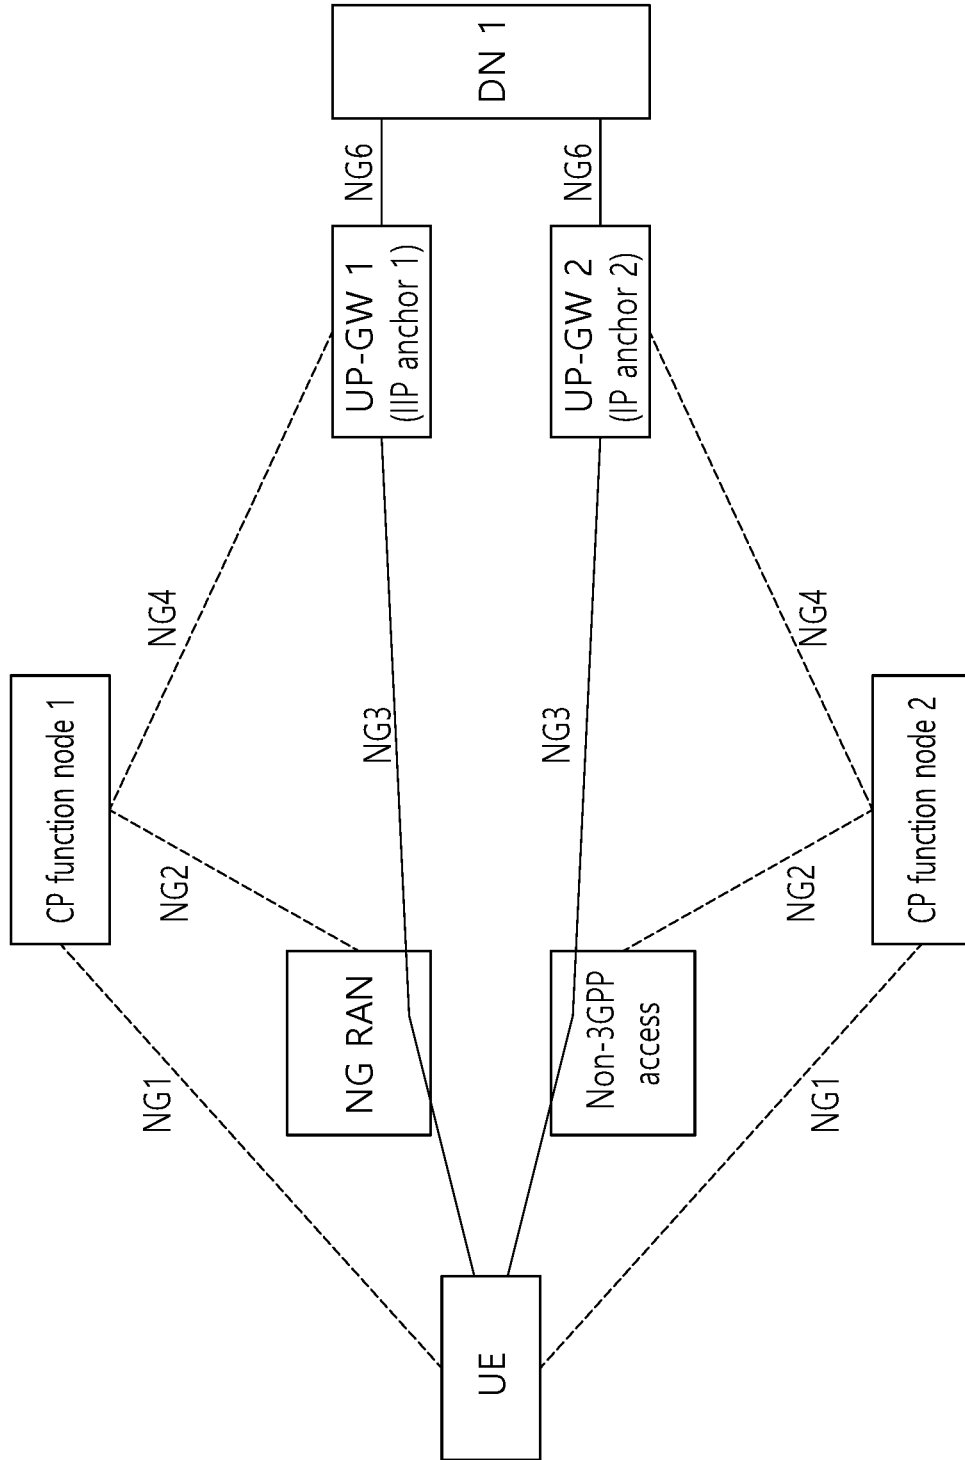 CP function node 1
NG1
NG2
NG4
NG RAN
NG3
UP-GW 1
(IIP anchor 1)
NG6
UE
DN 1
Non-3GPP
access
NG3
UP-GW 2
(IP anchor 2)
NG6
NG1
NG2
NG4
CP function node 2